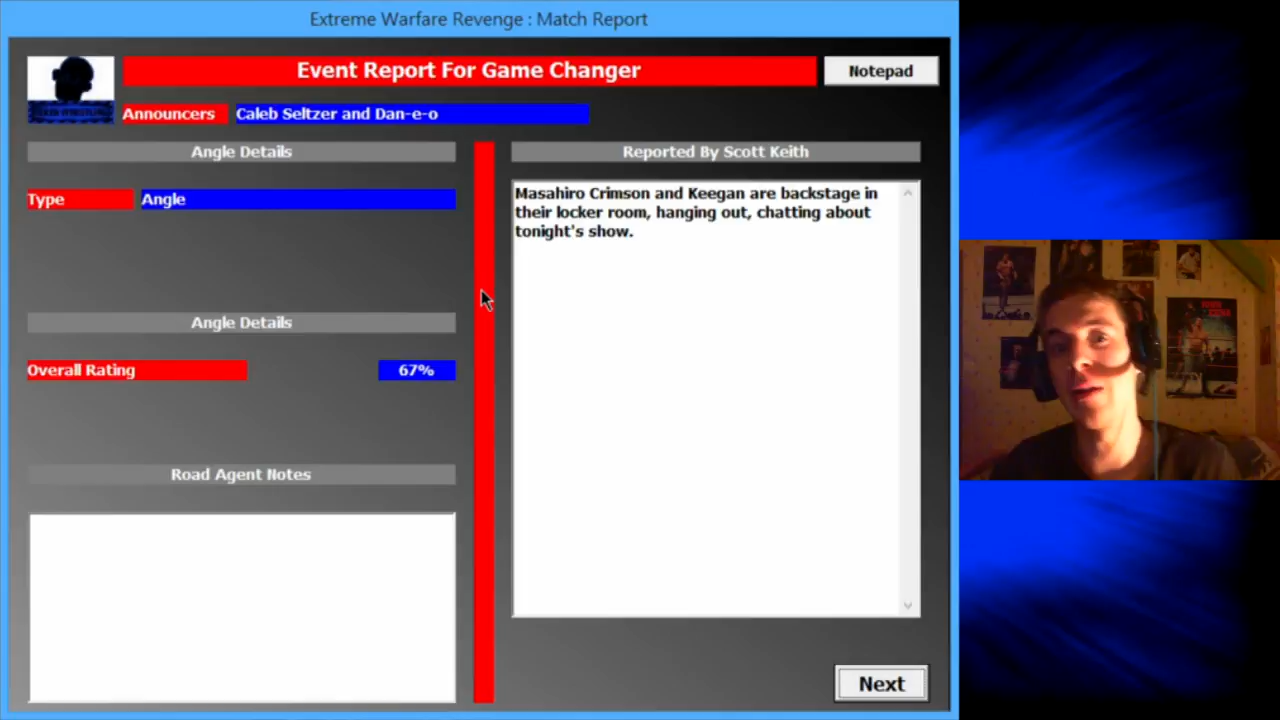 Extreme Warfare Revenge : Match Report
Event Report For Game Changer
Notepad
Announcers
Caleb Seltzer and Dan-e-o
Angle Details
Type
Angle
Angle Details
Overall Rating
67%
Road Agent Notes
Reported By Scott Keith
Masahiro Crimson and Keegan are backstage in
their locker room, hanging out, chatting about
tonight's show.
Next